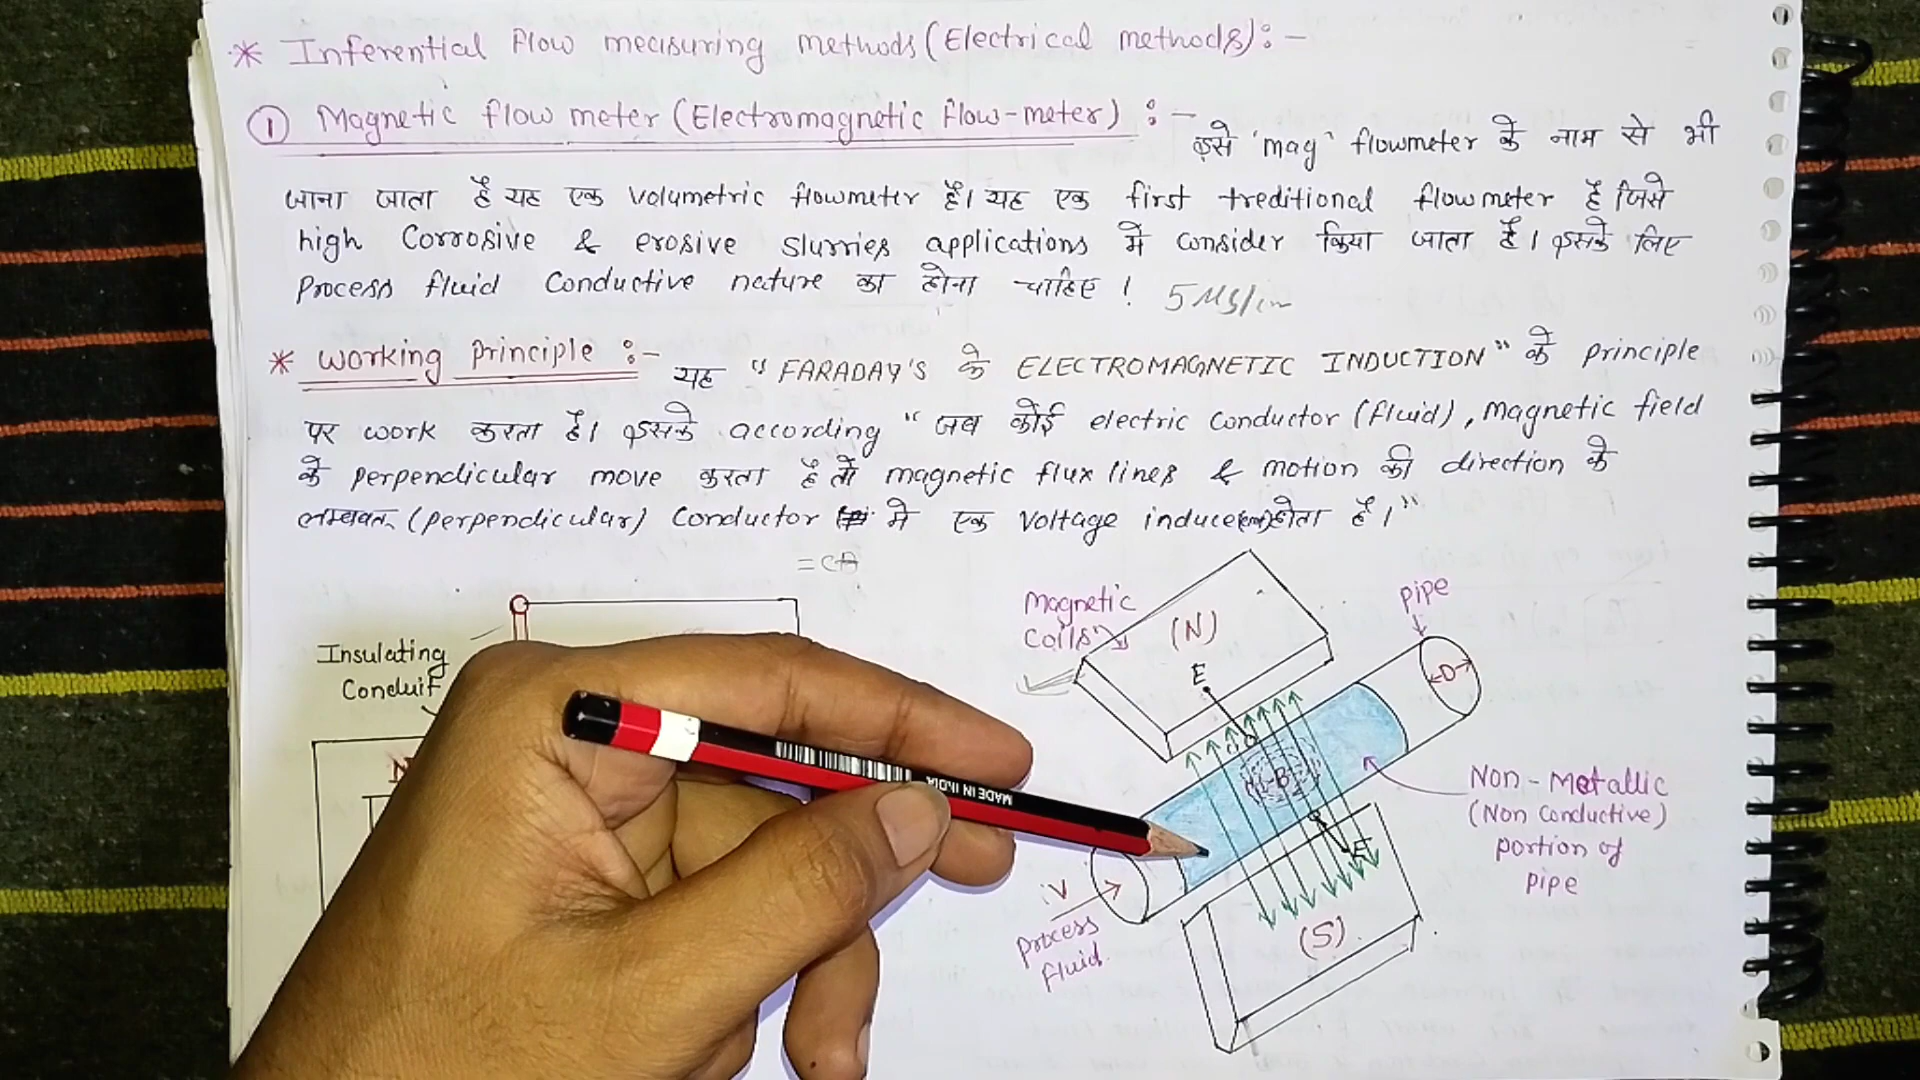 * Inferential Flow measuring methods (Electrical methods):-
① Magnetic flow meter (Electromagnetic Flow-meter) :- इसे 'mag' flowmeter के नाम से भी
जाना जाता है यह एक volumetric flowmeter है। यह एक first treditional flowmeter है जिसे
high Corrosive & erosive slurries applications में consider किया जाता है। इसके लिए
Process fluid Conductive nature का होना चाहिए ! 5 μs/cm
* Working Principle :- यह "FARADAY'S के ELECTROMAGNETIC INDUCTION" के principle
पर work करता है। इसके according "जब कोई electric conductor (fluid), magnetic field
के perpendicular move करता है तो magnetic flux lines & motion की direction के
लम्बवत् (perpendicular) conductor में एक voltage induce(emf)होता है।"
Insulating
Conduit
N
MADE IN INDIA
Magnetic
Coils
(N)
E
Pipe
D
B
E
Non-Metallic
(Non Conductive)
portion of
pipe
V
Process
fluid
(S)